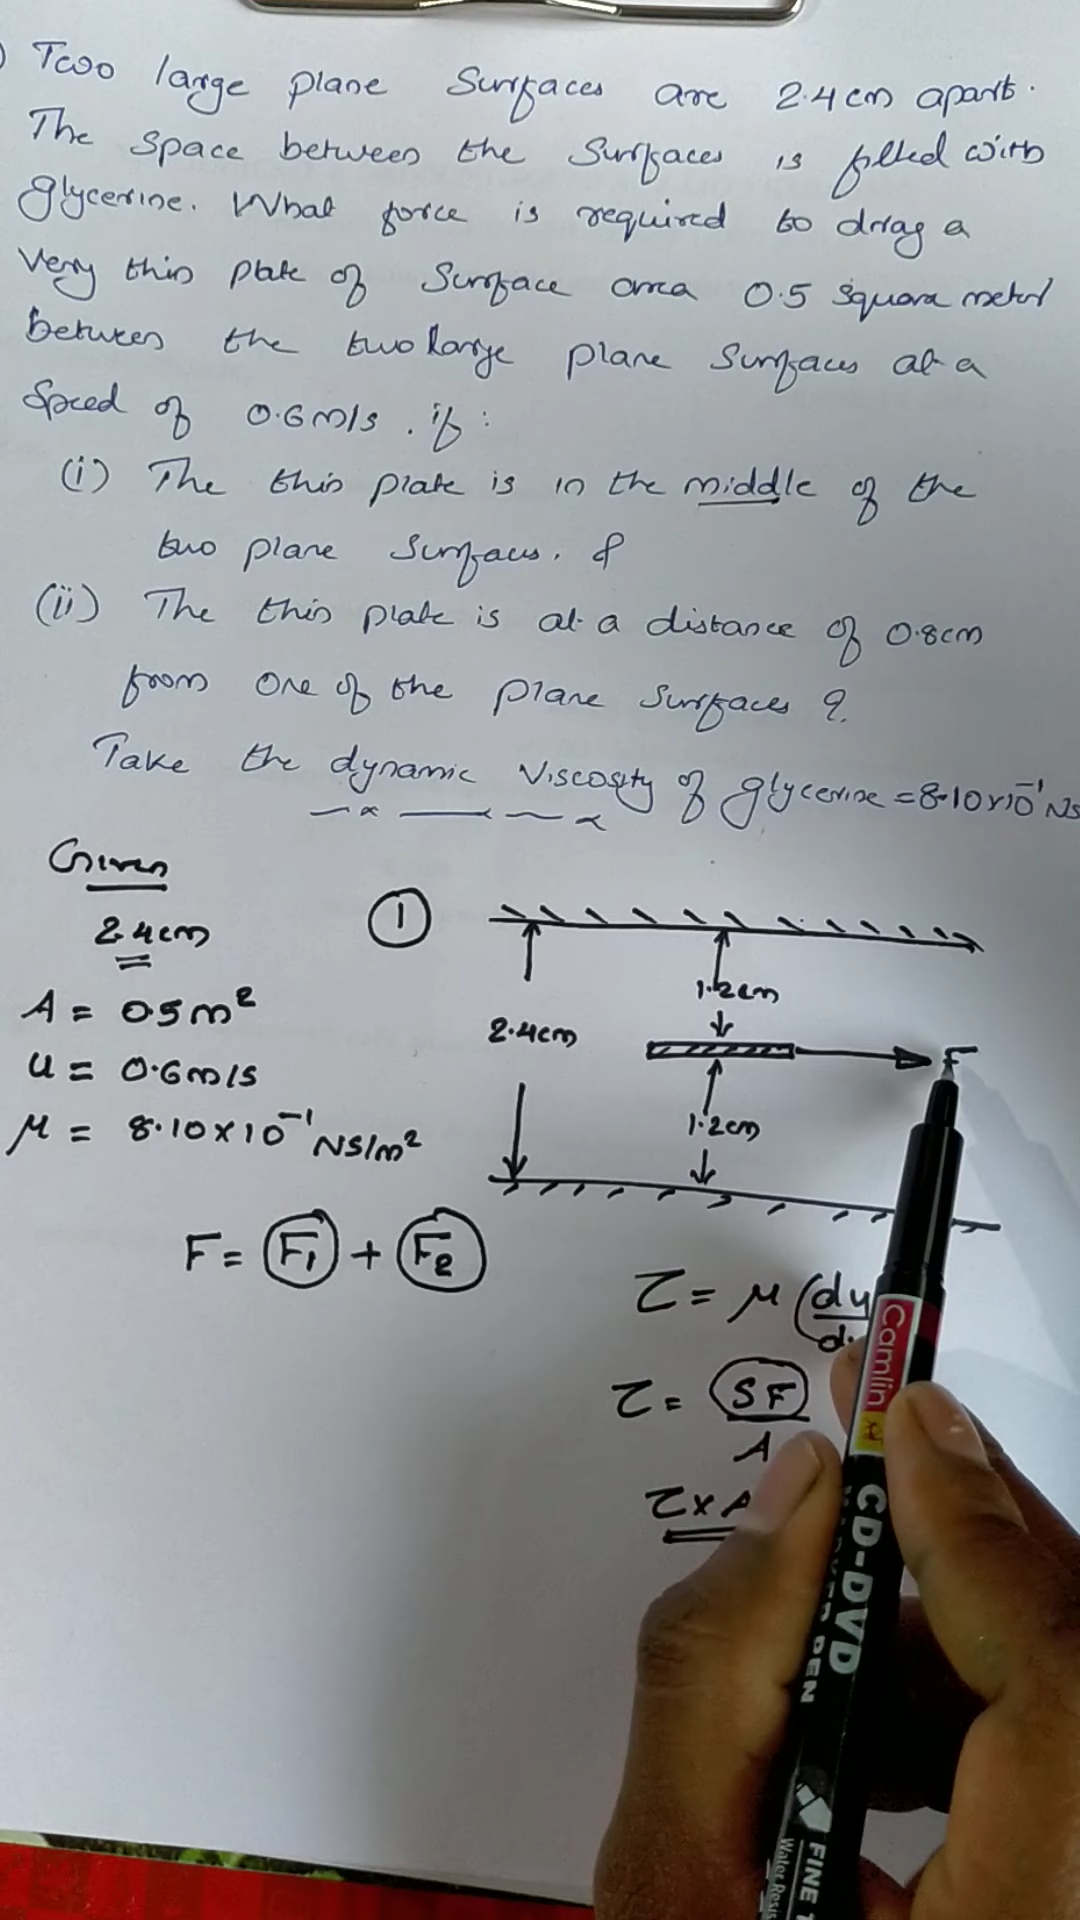 Two large plane Surfaces are 2.4cm apart.
The space between the Surfaces is filled with
glycerine. What force is required to drag a
very thin plate of Surface area 0.5 Square meter
between the two large plane Surfaces at a
Speed of 0.6m/s. if:
(i) The thin plate is in the middle of the
two plane Surfaces. &
(ii) The thin plate is at a distance of 0.8cm
from one of the plane Surfaces ?
Take the dynamic Viscosity of glycerine = 8.10x10⁻¹ Ns
Given
2.4cm
A = 0.5m²
u = 0.6m/s
μ = 8.10×10⁻¹ NS/m²
①
1.2cm
2.4cm
F
1.2cm
F = F₁ + F₂
τ = μ (du
τ = SF
A
τ×A
Camlin
CD-DVD
PEN
FINE